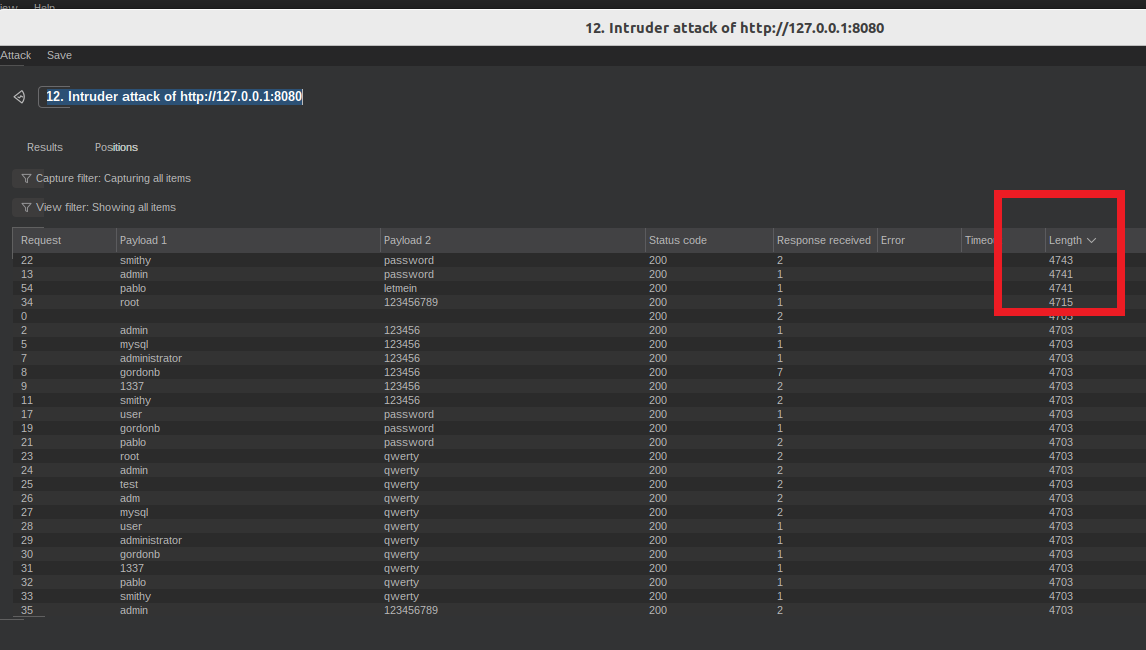 Help
12. Intruder attack of http://127.0.0.1:8080
Attack Save
12. Intruder attack of http://127.0.0.1:8080
Results Positions
Capture filter: Capturing all items
View filter: Showing all items
Request Payload 1 Payload 2 Status code Response received Error Length
22 smithy password 200 2 4743
13 admin password 200 1 4741
54 pablo letmein 200 1 4741
34 root 123456789 200 1 4715
0 200 2 4703
2 admin 123456 200 1 4703
5 mysql 123456 200 1 4703
7 administrator 123456 200 1 4703
8 gordonb 123456 200 7 4703
9 1337 123456 200 2 4703
11 smithy 123456 200 2 4703
17 user password 200 1 4703
19 gordonb password 200 1 4703
21 pablo password 200 2 4703
23 root qwerty 200 2 4703
24 admin qwerty 200 2 4703
25 test qwerty 200 2 4703
26 adm qwerty 200 2 4703
27 mysql qwerty 200 2 4703
28 user qwerty 200 1 4703
29 administrator qwerty 200 1 4703
30 gordonb qwerty 200 1 4703
31 1337 qwerty 200 1 4703
32 pablo qwerty 200 1 4703
33 smithy qwerty 200 1 4703
35 admin 123456789 200 2 4703